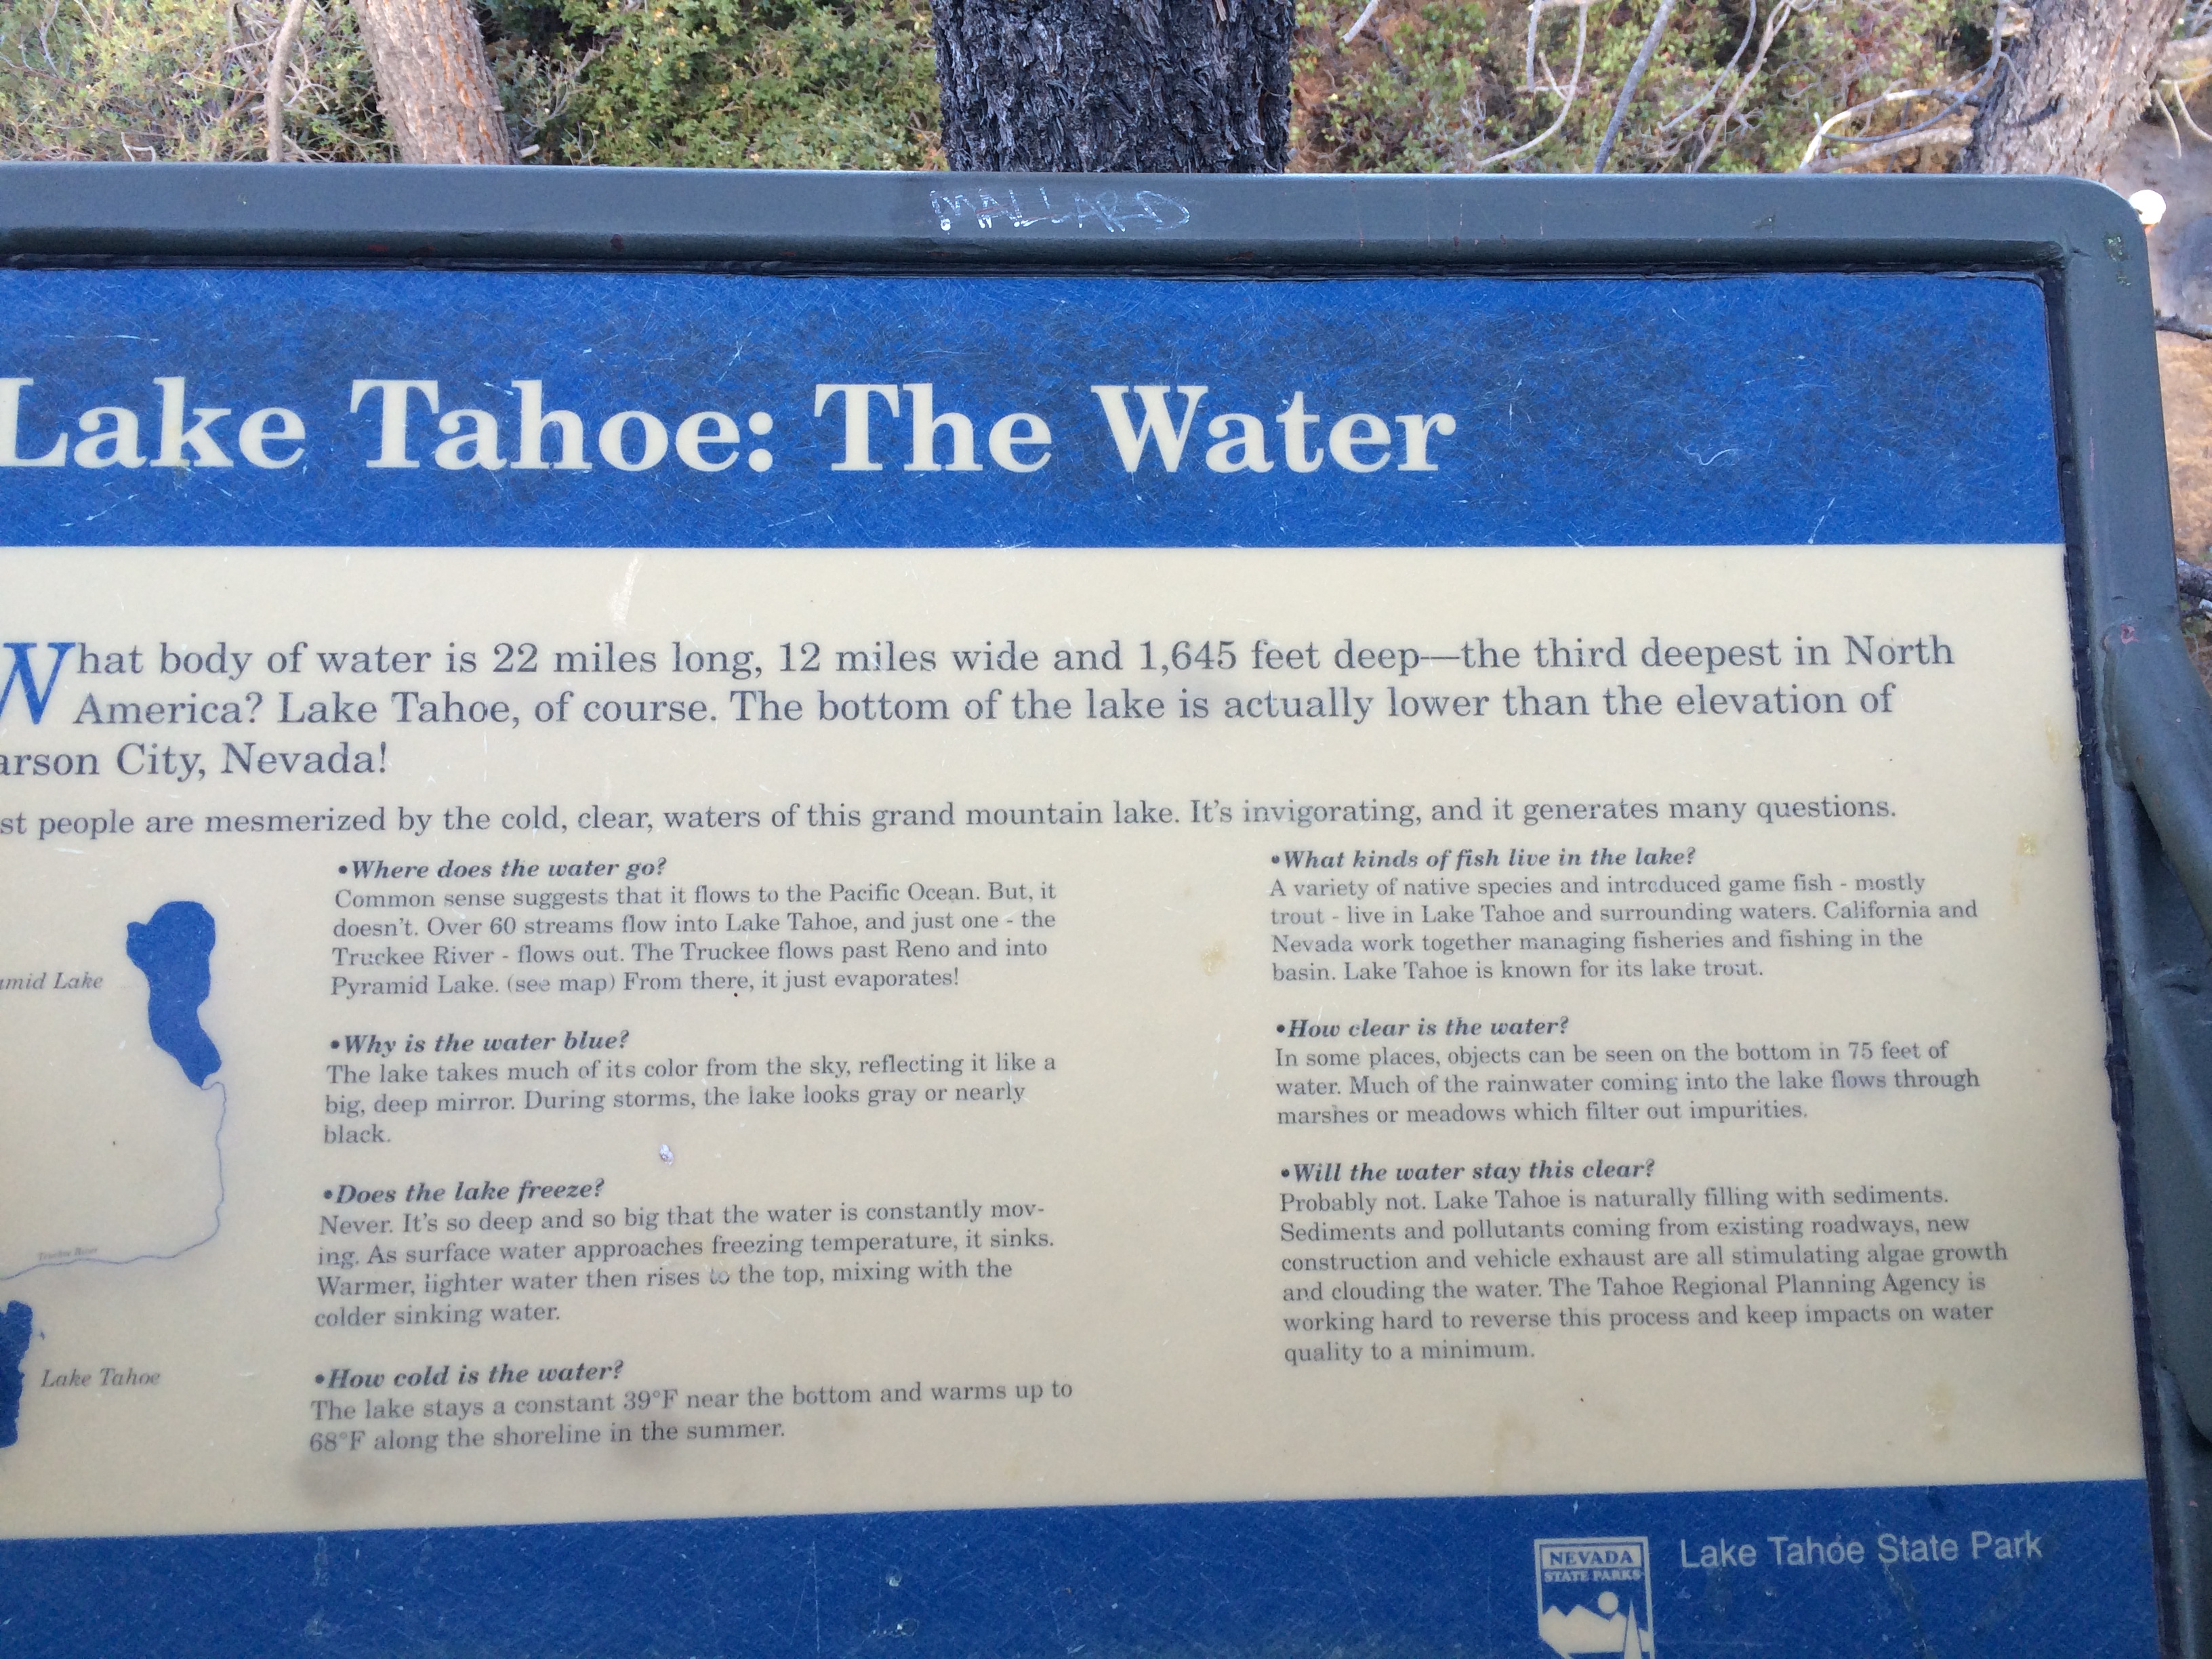 MALLARD
Lake Tahoe: The Water
What body of water is 22 miles long, 12 miles wide and 1,645 feet deep—the third deepest in North
America? Lake Tahoe, of course. The bottom of the lake is actually lower than the elevation of
arson City, Nevada!
st people are mesmerized by the cold, clear, waters of this grand mountain lake. It's invigorating, and it generates many questions.
amid Lake
Truckee River
Lake Tahoe
•Where does the water go?
Common sense suggests that it flows to the Pacific Ocean. But, it
doesn't. Over 60 streams flow into Lake Tahoe, and just one - the
Truckee River - flows out. The Truckee flows past Reno and into
Pyramid Lake. (see map) From there, it just evaporates!
•Why is the water blue?
The lake takes much of its color from the sky, reflecting it like a
big, deep mirror. During storms, the lake looks gray or nearly
black.
•Does the lake freeze?
Never. It's so deep and so big that the water is constantly mov-
ing. As surface water approaches freezing temperature, it sinks.
Warmer, lighter water then rises to the top, mixing with the
colder sinking water.
•How cold is the water?
The lake stays a constant 39°F near the bottom and warms up to
68°F along the shoreline in the summer.
•What kinds of fish live in the lake?
A variety of native species and introduced game fish - mostly
trout - live in Lake Tahoe and surrounding waters. California and
Nevada work together managing fisheries and fishing in the
basin. Lake Tahoe is known for its lake trout.
•How clear is the water?
In some places, objects can be seen on the bottom in 75 feet of
water. Much of the rainwater coming into the lake flows through
marshes or meadows which filter out impurities.
•Will the water stay this clear?
Probably not. Lake Tahoe is naturally filling with sediments.
Sediments and pollutants coming from existing roadways, new
construction and vehicle exhaust are all stimulating algae growth
and clouding the water. The Tahoe Regional Planning Agency is
working hard to reverse this process and keep impacts on water
quality to a minimum.
NEVADA
STATE PARKS
Lake Tahoe State Park